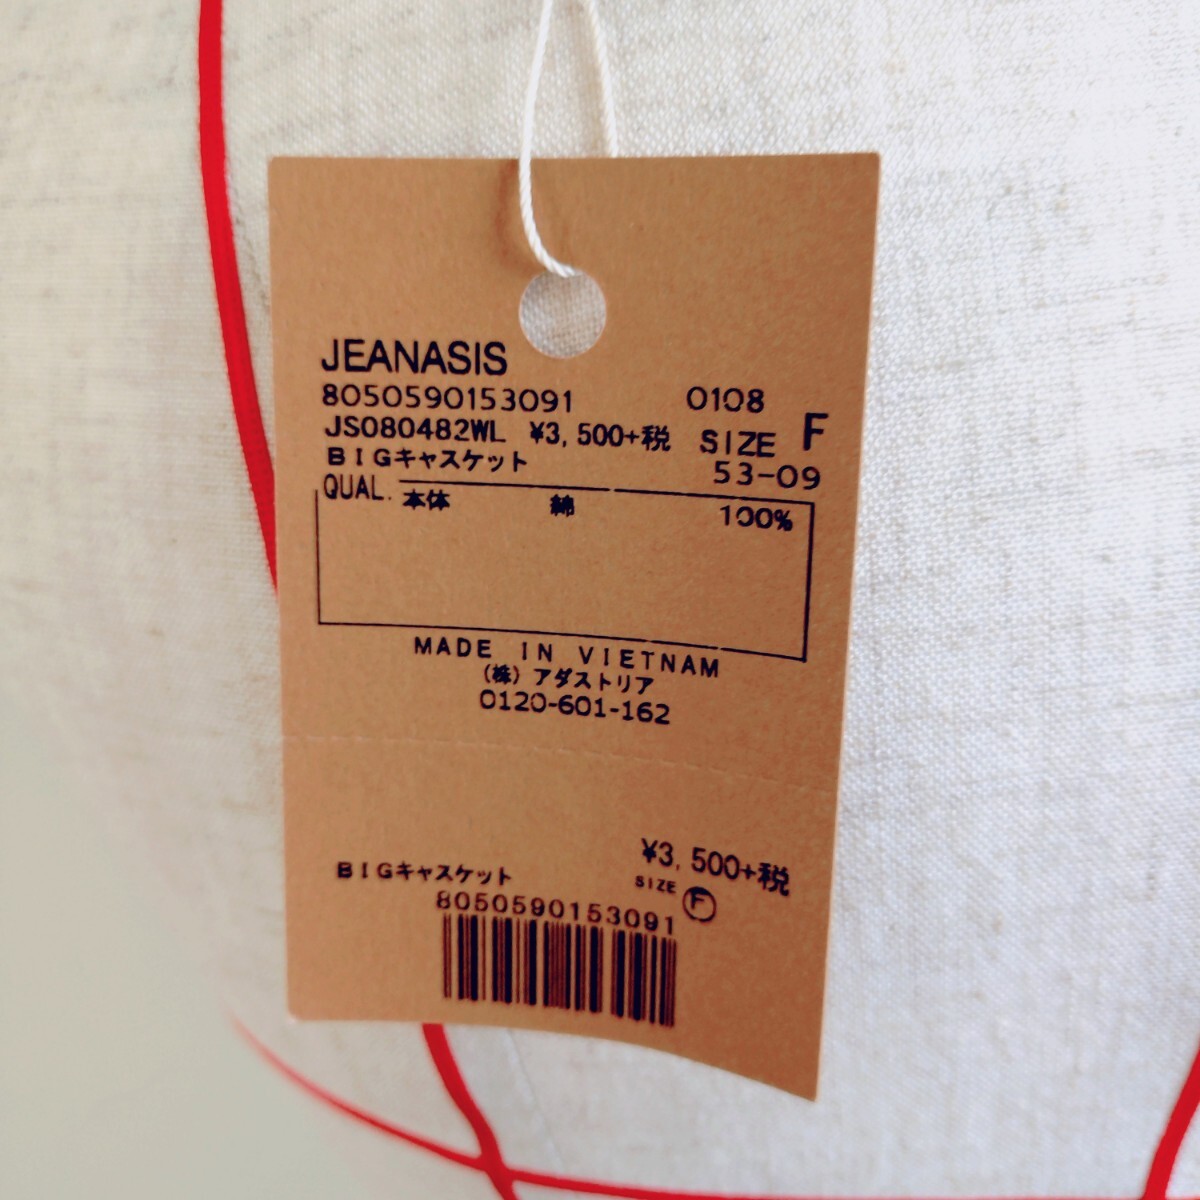 JEANASIS
8050590153091 0108
JS080482WL ¥3,500+税 SIZE F
BIGキャスケット 53-09
QUAL. 本体 綿 100%
MADE IN VIETNAM
(株)アダストリア
0120-601-162
¥3,500+税
BIGキャスケット SIZE F
8050590153091